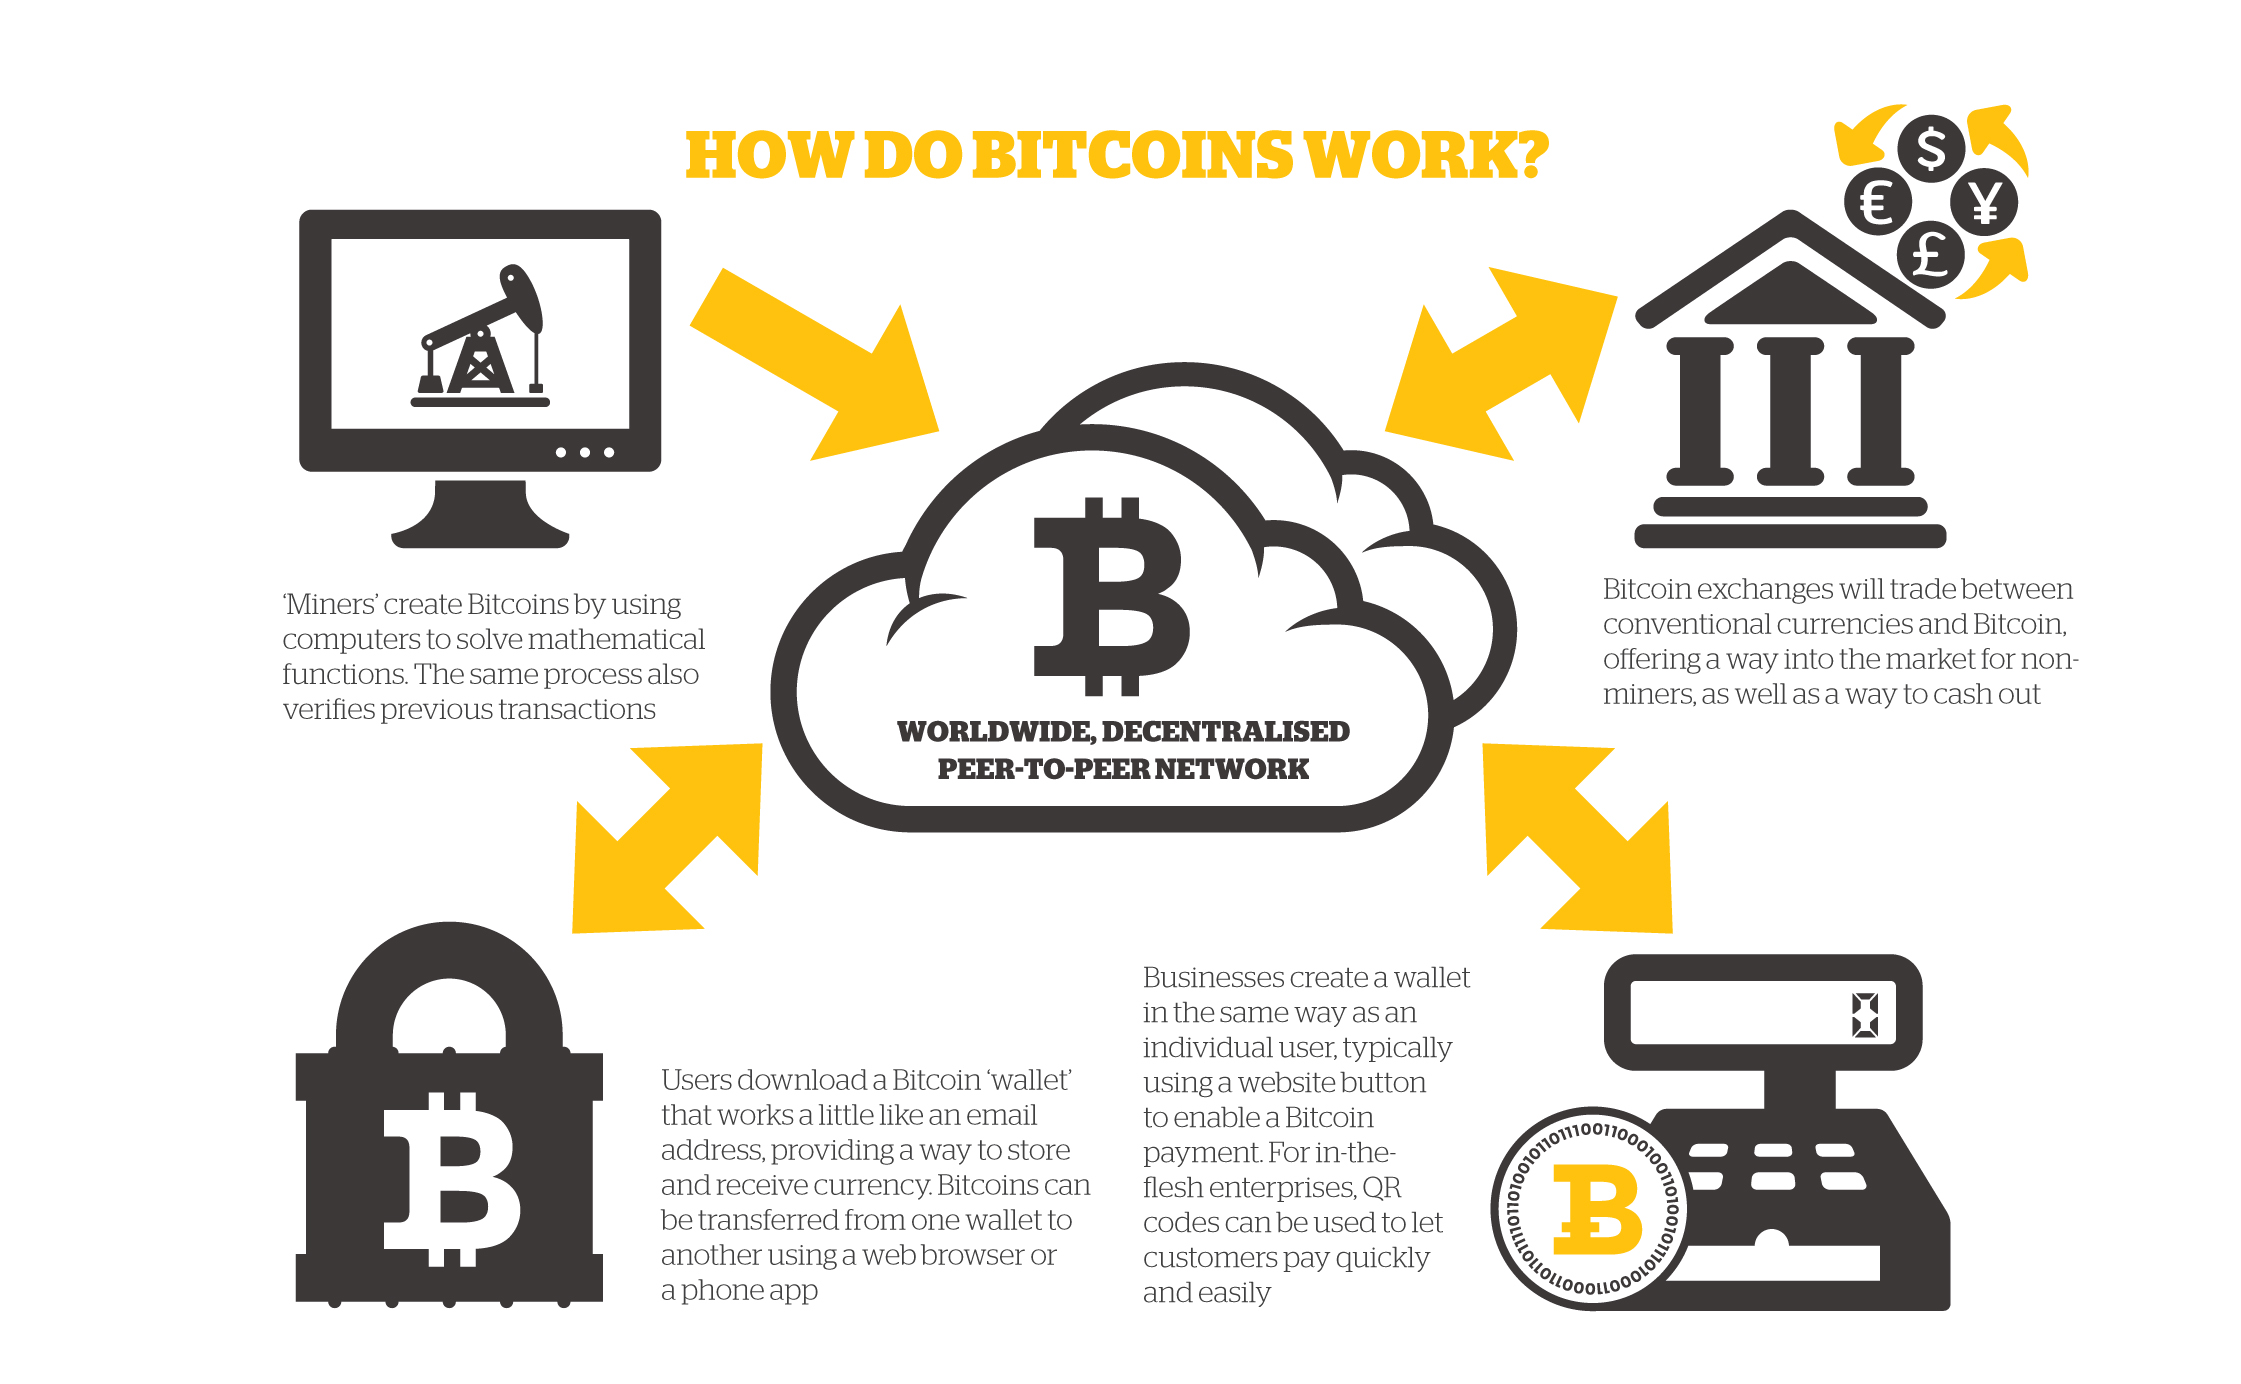 HOW DO BITCOINS WORK?
$
€
¥
£
‘Miners’ create Bitcoins by using
computers to solve mathematical
functions. The same process also
verifies previous transactions
WORLDWIDE, DECENTRALISED
PEER-TO-PEER NETWORK
Bitcoin exchanges will trade between
conventional currencies and Bitcoin,
offering a way into the market for non-
miners, as well as a way to cash out
Users download a Bitcoin ‘wallet’
that works a little like an email
address, providing a way to store
and receive currency. Bitcoins can
be transferred from one wallet to
another using a web browser or
a phone app
Businesses create a wallet
in the same way as an
individual user, typically
using a website button
to enable a Bitcoin
payment. For in-the-
flesh enterprises, QR
codes can be used to let
customers pay quickly
and easily
0